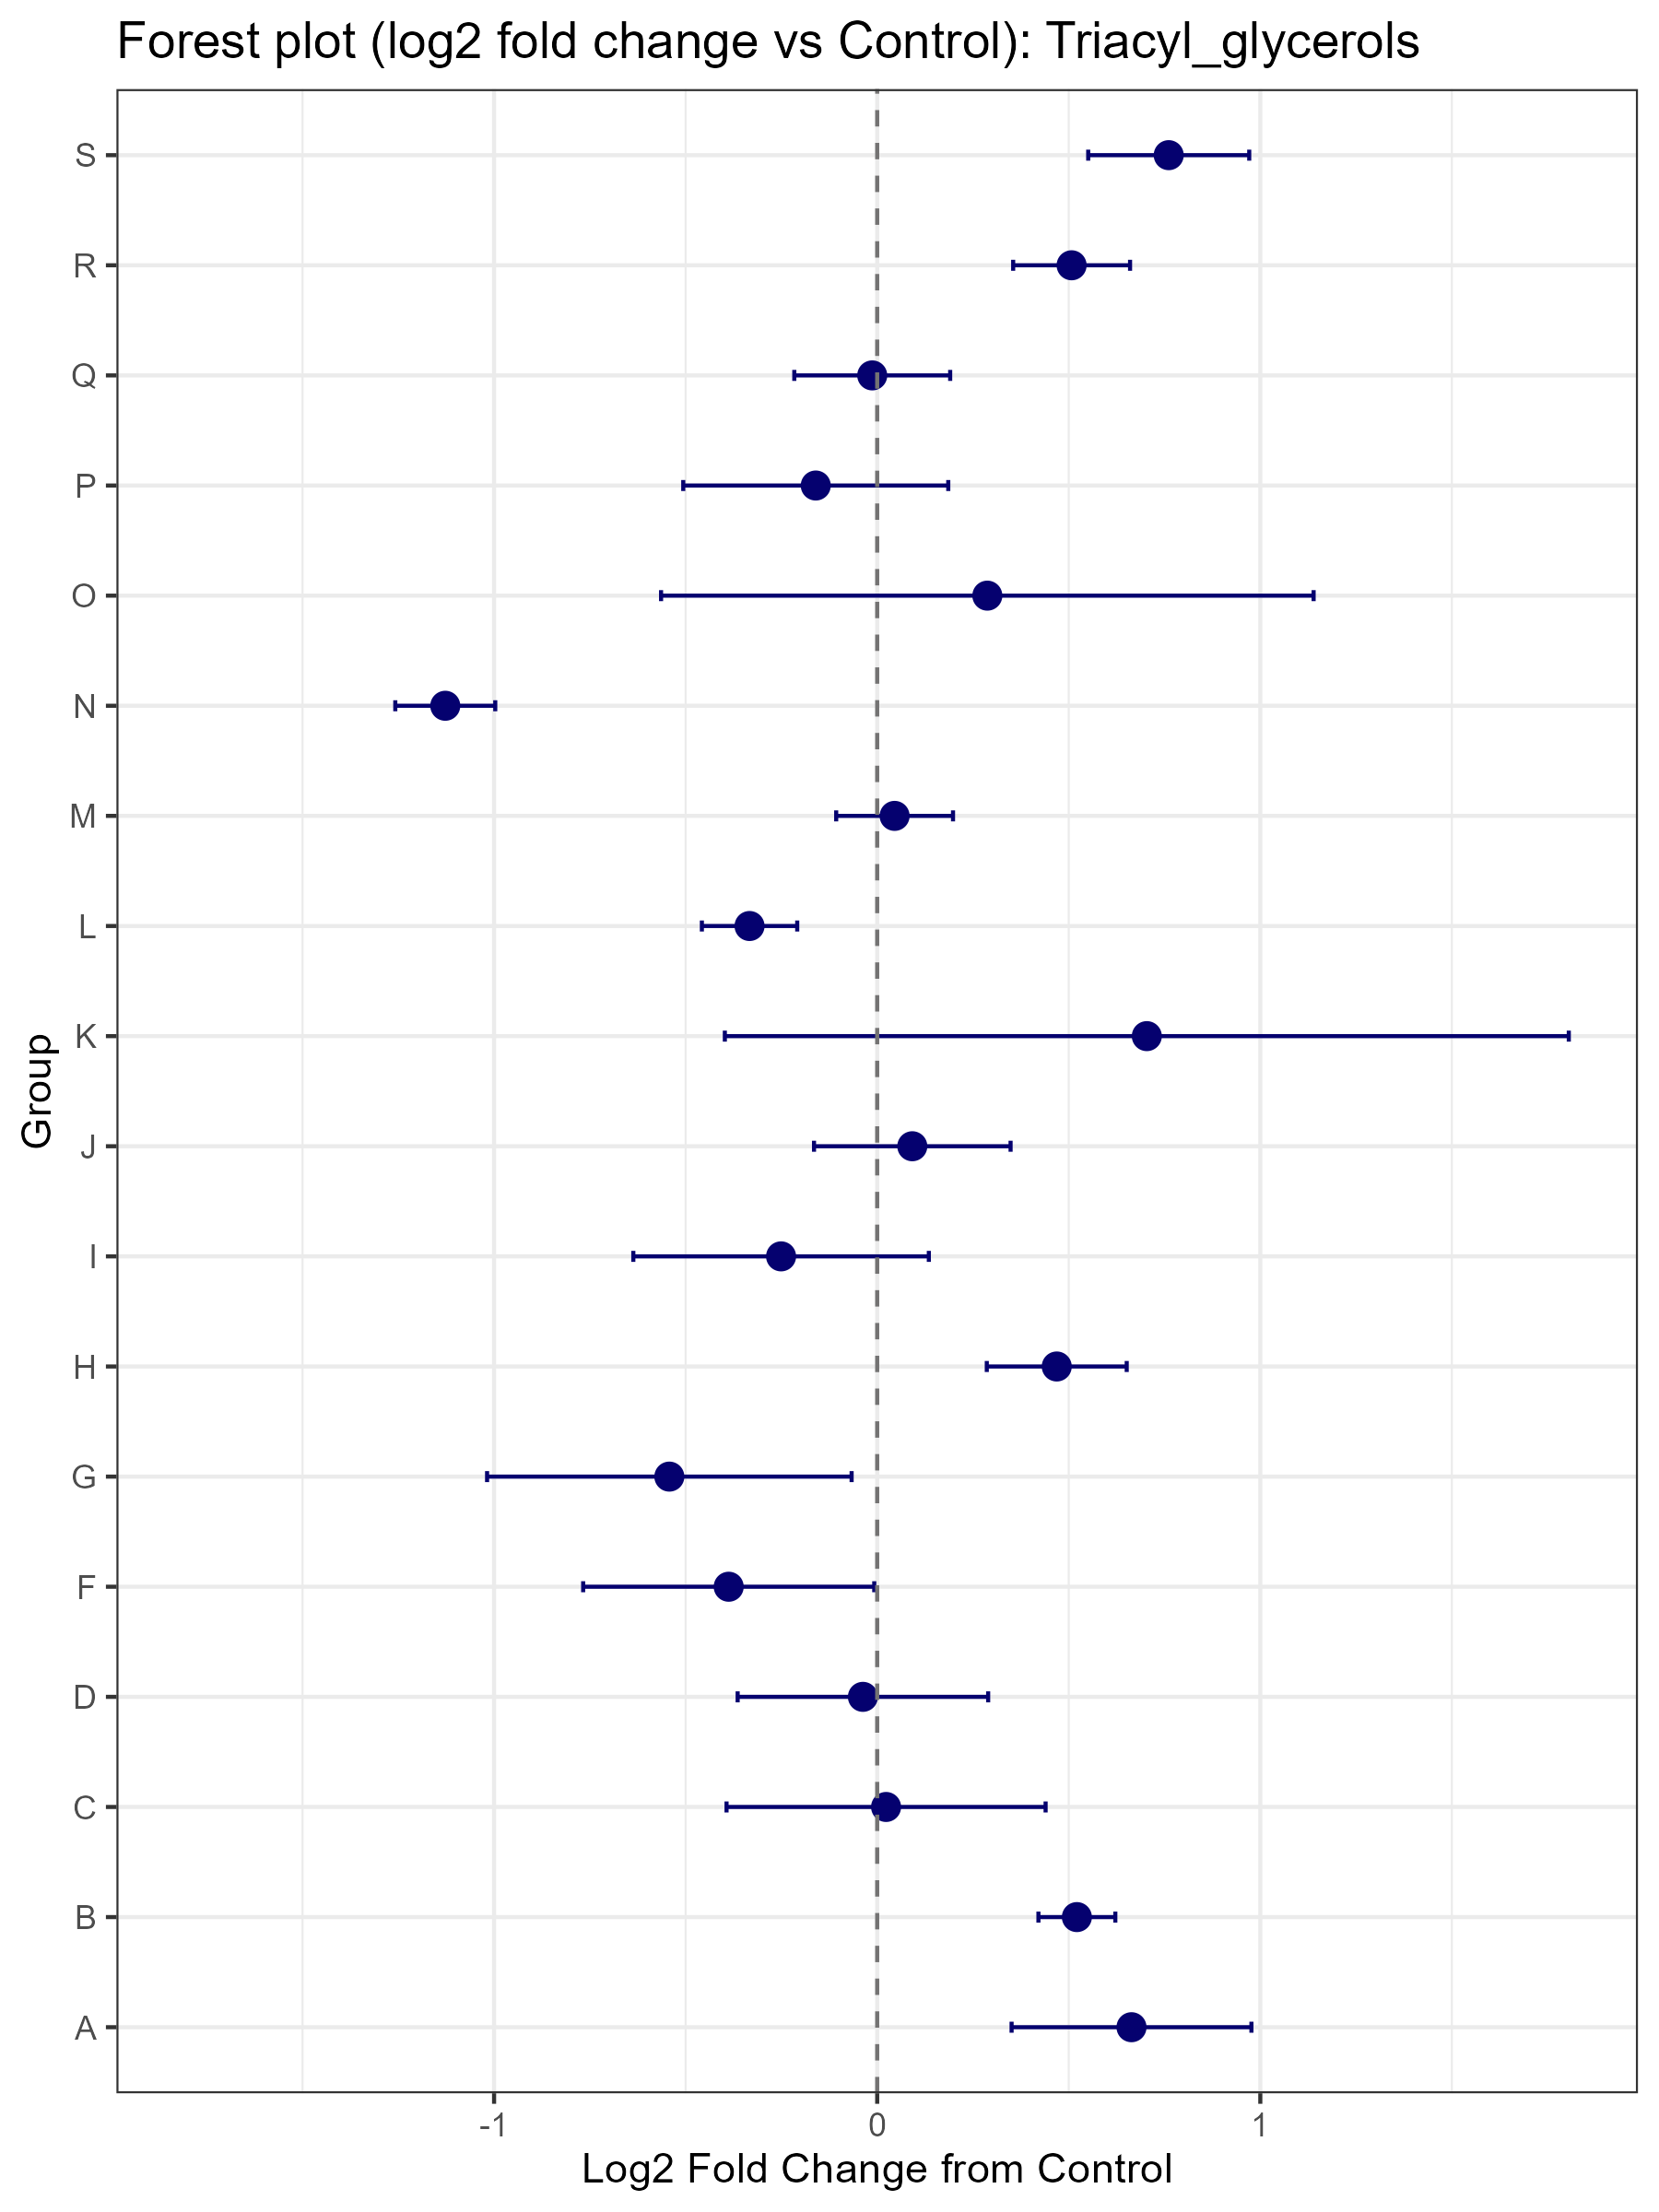 Forest plot (log2 fold change vs Control): Triacyl_glycerols
S
R
Q
P
O
N
M
L
K
J
I
H
G
F
D
C
B
A
Group
-1 0 1
Log2 Fold Change from Control